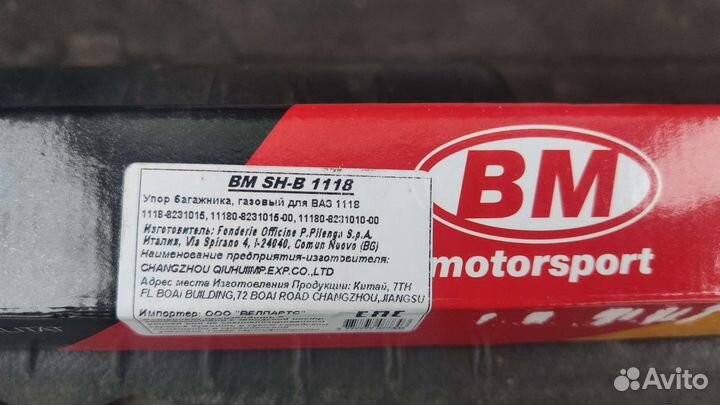 BM SH-B 1118
Упор багажника, газовый для ВАЗ 1118
1118-8231015, 11180-8231015-00, 11180-8231010-00
Изготовитель: Fonderie Officine P.Pilenga S.p.A.
Италия, Via Spirano 4, I-24040, Comun Nuovo (BG)
Наименование предприятия-изготовителя:
CHANGZHOU QIUHUIIMP.EXP.CO.,LTD
Адрес места Изготовления Продукции: Китай, 7TH
FL BOAI BUILDING,72 BOAI ROAD CHANGZHOU,JIANGSU
Импортер: ООО "ВЕЛПАРТС"
EAC
BM
motorsport
Avito